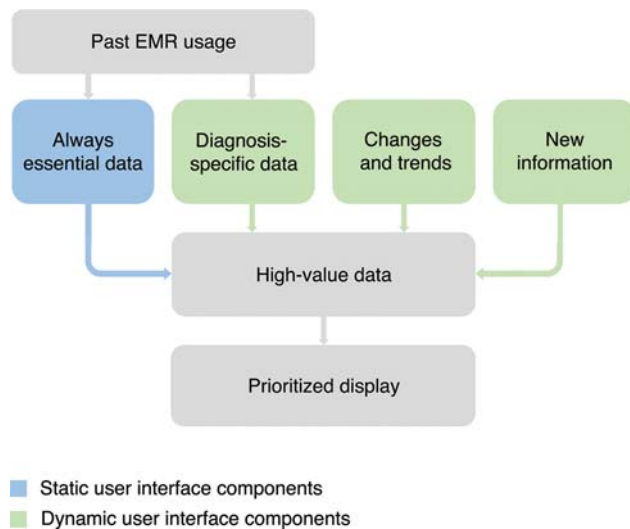 Past EMR usage
Always
essential data
Diagnosis-
specific data
Changes
and trends
New
information
High-value data
Prioritized display
Static user interface components
Dynamic user interface components